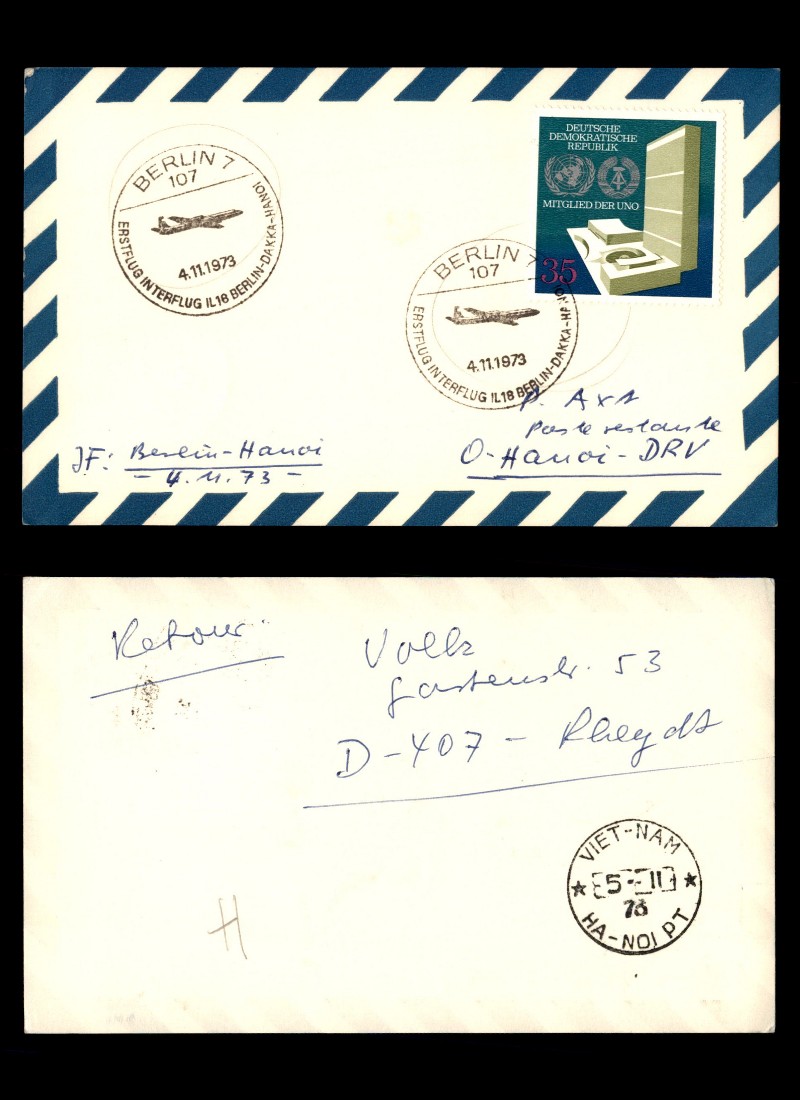 BERLIN 7
107
4.11.1973
ERSTFLUG INTERFLUG IL18 BERLIN-DAKKA-HANOI
DEUTSCHE
DEMOKRATISCHE
REPUBLIK
MITGLIED DER UNO
35
BERLIN 7
107
4.11.1973
ERSTFLUG INTERFLUG IL18 BERLIN-DAKKA-HANOI
P. Axt
Poste restante
O-Hanoi-DRV
JF: Berlin-Hanoi
- 4.11.73 -
Retour
Volk
Gartenstr. 53
D-407 - Rheydt
VIET-NAM
5-11
73
HA-NOI PT
H